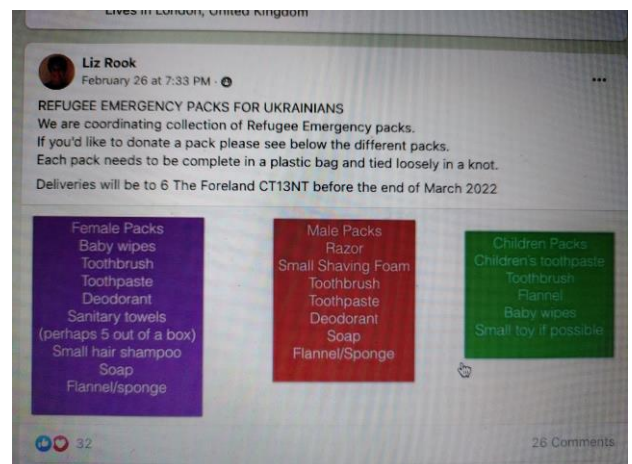 Lives in London, United Kingdom
Liz Rook
February 26 at 7:33 PM ·
REFUGEE EMERGENCY PACKS FOR UKRAINIANS
We are coordinating collection of Refugee Emergency packs.
If you'd like to donate a pack please see below the different packs.
Each pack needs to be complete in a plastic bag and tied loosely in a knot.
Deliveries will be to 6 The Foreland CT13NT before the end of March 2022
Female Packs
Baby wipes
Toothbrush
Toothpaste
Deodorant
Sanitary towels
(perhaps 5 out of a box)
Small hair shampoo
Soap
Flannel/sponge
Male Packs
Razor
Small Shaving Foam
Toothbrush
Toothpaste
Deodorant
Soap
Flannel/Sponge
Children Packs
Children's toothpaste
Toothbrush
Flannel
Baby wipes
Small toy if possible
32
26 Comments